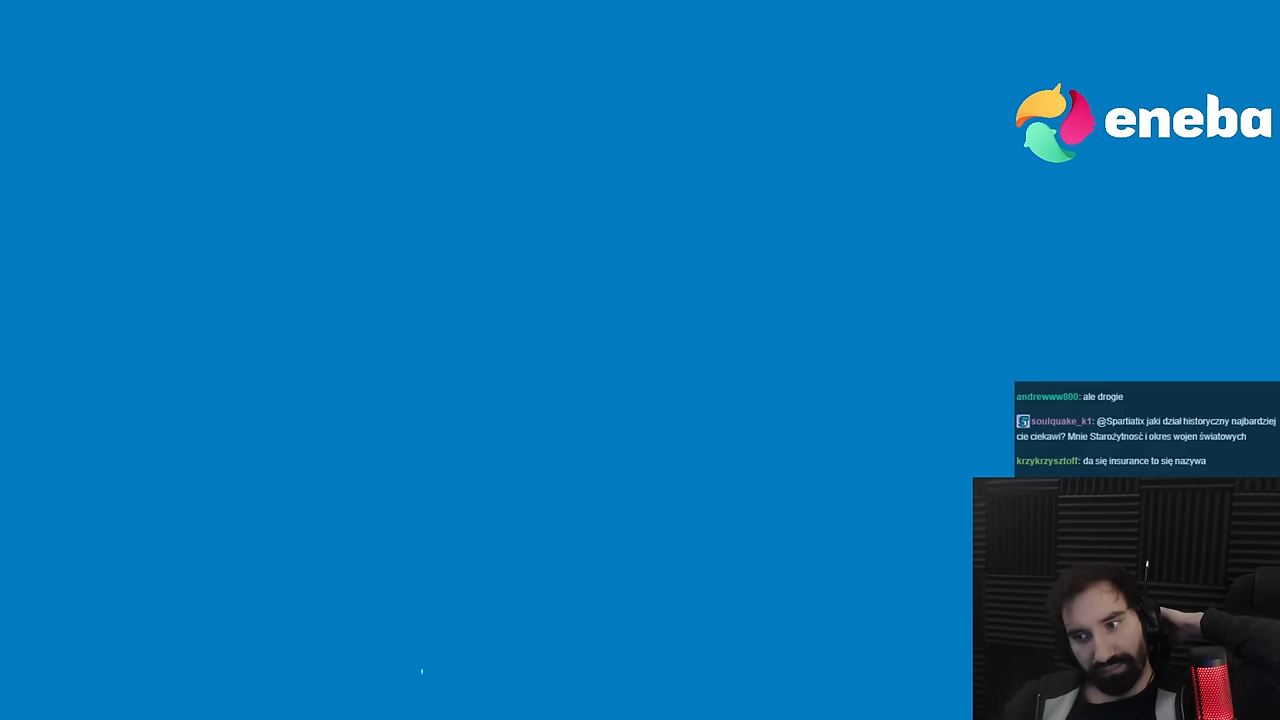 eneba
andrewww800: ale drogie
soulquake_k1: @Spartiatix jaki dział historyczny najbardziej
cie ciekawi? Mnie Starożytność i okres wojen światowych
krzykrzysztoff: da się insurance to się nazywa